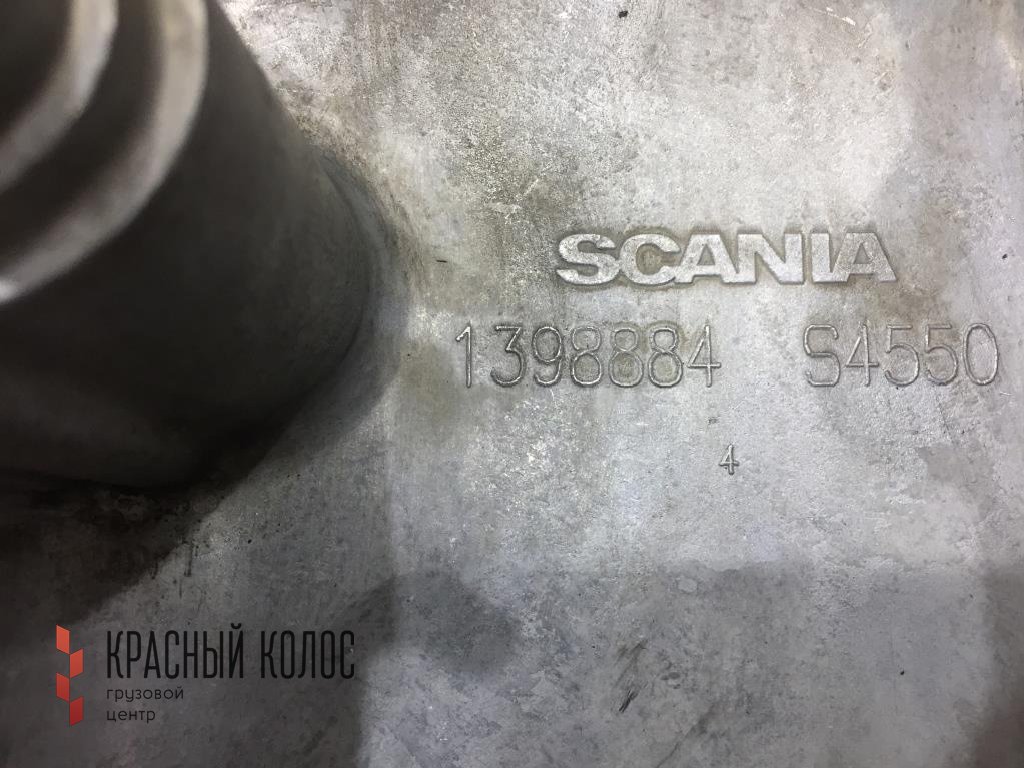 SCANIA
1398884 S4550
4
КРАСНЫЙ КОЛОС
грузовой
центр